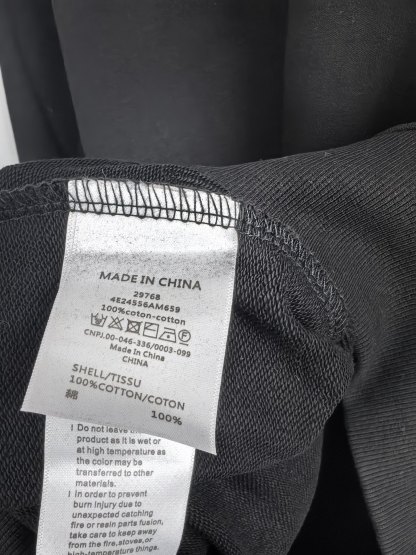 MADE IN CHINA
29768
4E24556AM659
100%coton-cotton
CNPJ.00-046-336/0003-099
Made In China
CHINA
SHELL/TISSU
100%COTTON/COTON
綿 100%
! Do not leave
product as it is wet or
at high temperature as
the color may be
transferred to other
materials.
! In order to prevent
burn injury due to
unexpected catching
fire or resin parts fusion,
take care to keep away
from the fire,stoves,or
high-temperature things.